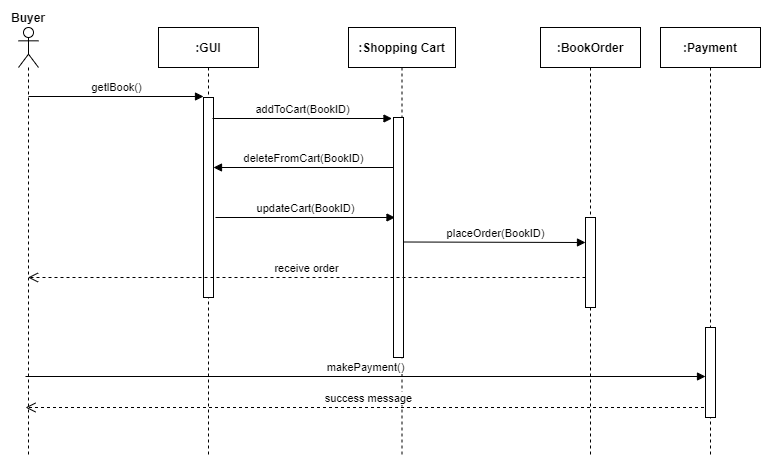 Buyer
:GUI
:Shopping Cart
:BookOrder
:Payment
getIBook()
addToCart(BookID)
deleteFromCart(BookID)
updateCart(BookID)
placeOrder(BookID)
receive order
makePayment()
success message